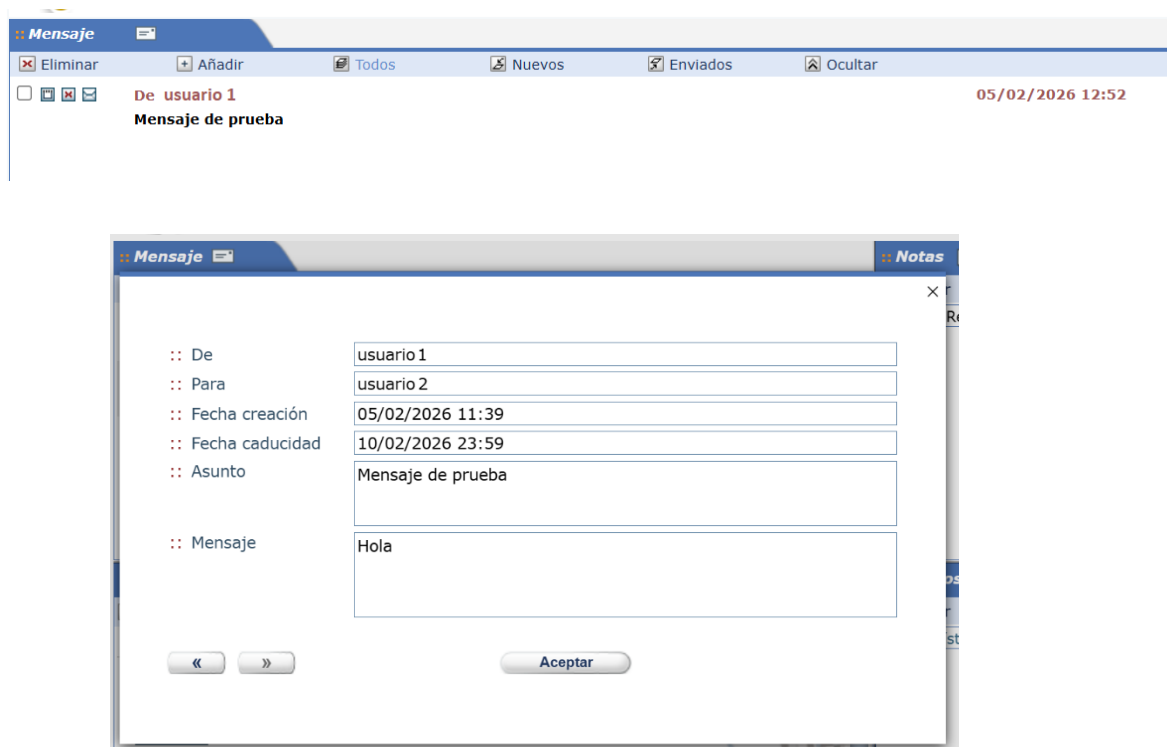 :: Mensaje
Eliminar Añadir Todos Nuevos Enviados Ocultar
De usuario 1 05/02/2026 12:52
Mensaje de prueba
:: Mensaje :: Notas
:: De usuario 1
:: Para usuario 2
:: Fecha creación 05/02/2026 11:39
:: Fecha caducidad 10/02/2026 23:59
:: Asunto Mensaje de prueba
:: Mensaje Hola
« » Aceptar